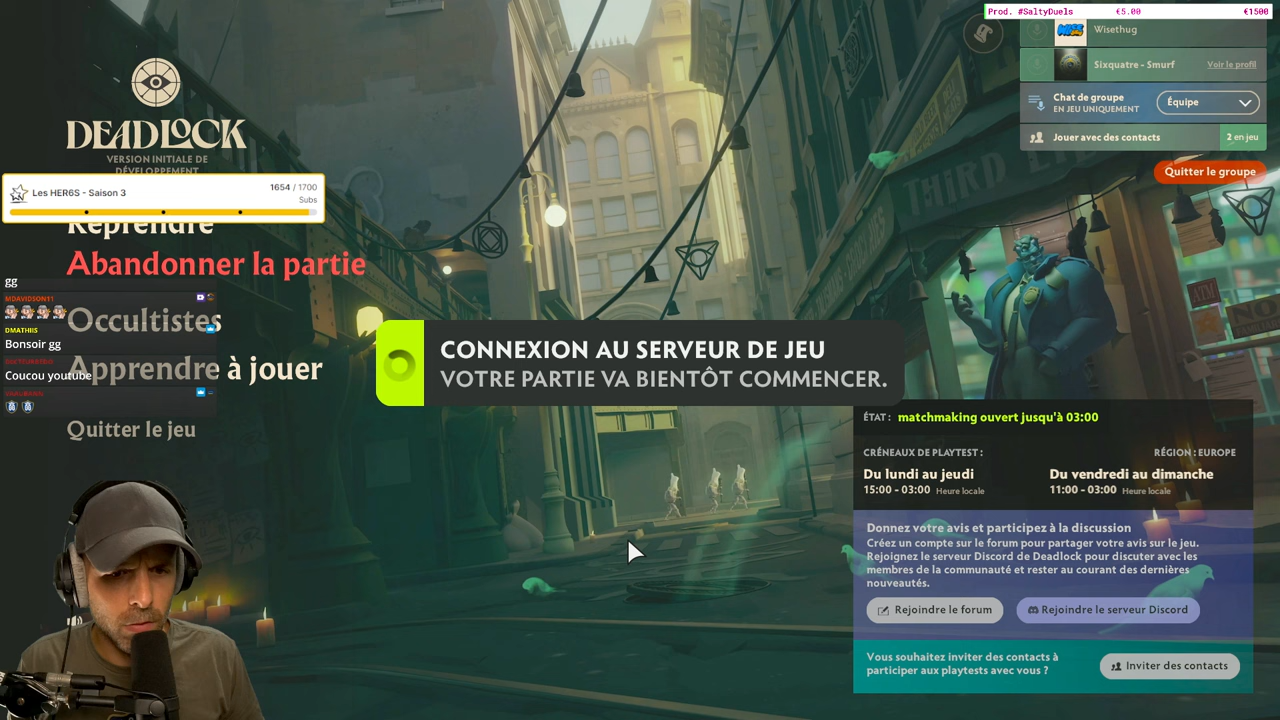 Prod. #SaltyDuels €5.00 €1500
Wisethug
Sixquatre - Smurf Voir le profil
Chat de groupe
EN JEU UNIQUEMENT
Équipe
Jouer avec des contacts 2 en jeu
Quitter le groupe
DEADLOCK
VERSION INITIALE DE
DÉVELOPPEMENT
Les HER6S - Saison 3 1654 / 1700
Subs
Reprendre
Abandonner la partie
Occultistes
Apprendre à jouer
Quitter le jeu
gg
MDAVIDSON11
DMATHIIS
Bonsoir gg
Coucou youtube
THIRD
ATM
NO
CONNEXION AU SERVEUR DE JEU
VOTRE PARTIE VA BIENTÔT COMMENCER.
ÉTAT : matchmaking ouvert jusqu'à 03:00
CRÉNEAUX DE PLAYTEST : RÉGION : EUROPE
Du lundi au jeudi Du vendredi au dimanche
15:00 - 03:00 Heure locale 11:00 - 03:00 Heure locale
Donnez votre avis et participez à la discussion
Créez un compte sur le forum pour partager votre avis sur le jeu.
Rejoignez le serveur Discord de Deadlock pour discuter avec les
membres de la communauté et rester au courant des dernières
nouveautés.
Rejoindre le forum Rejoindre le serveur Discord
Vous souhaitez inviter des contacts à
participer aux playtests avec vous ?
Inviter des contacts